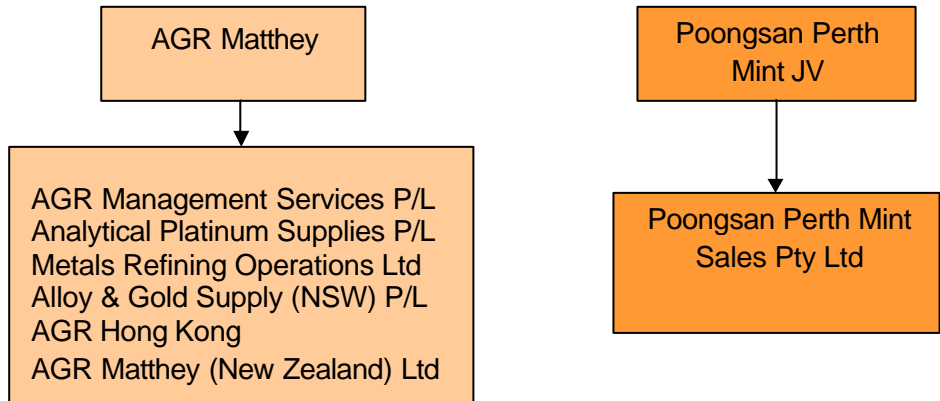 AGR Matthey
AGR Management Services P/L
Analytical Platinum Supplies P/L
Metals Refining Operations Ltd
Alloy & Gold Supply (NSW) P/L
AGR Hong Kong
AGR Matthey (New Zealand) Ltd
Poongsan Perth
Mint JV
Poongsan Perth Mint
Sales Pty Ltd